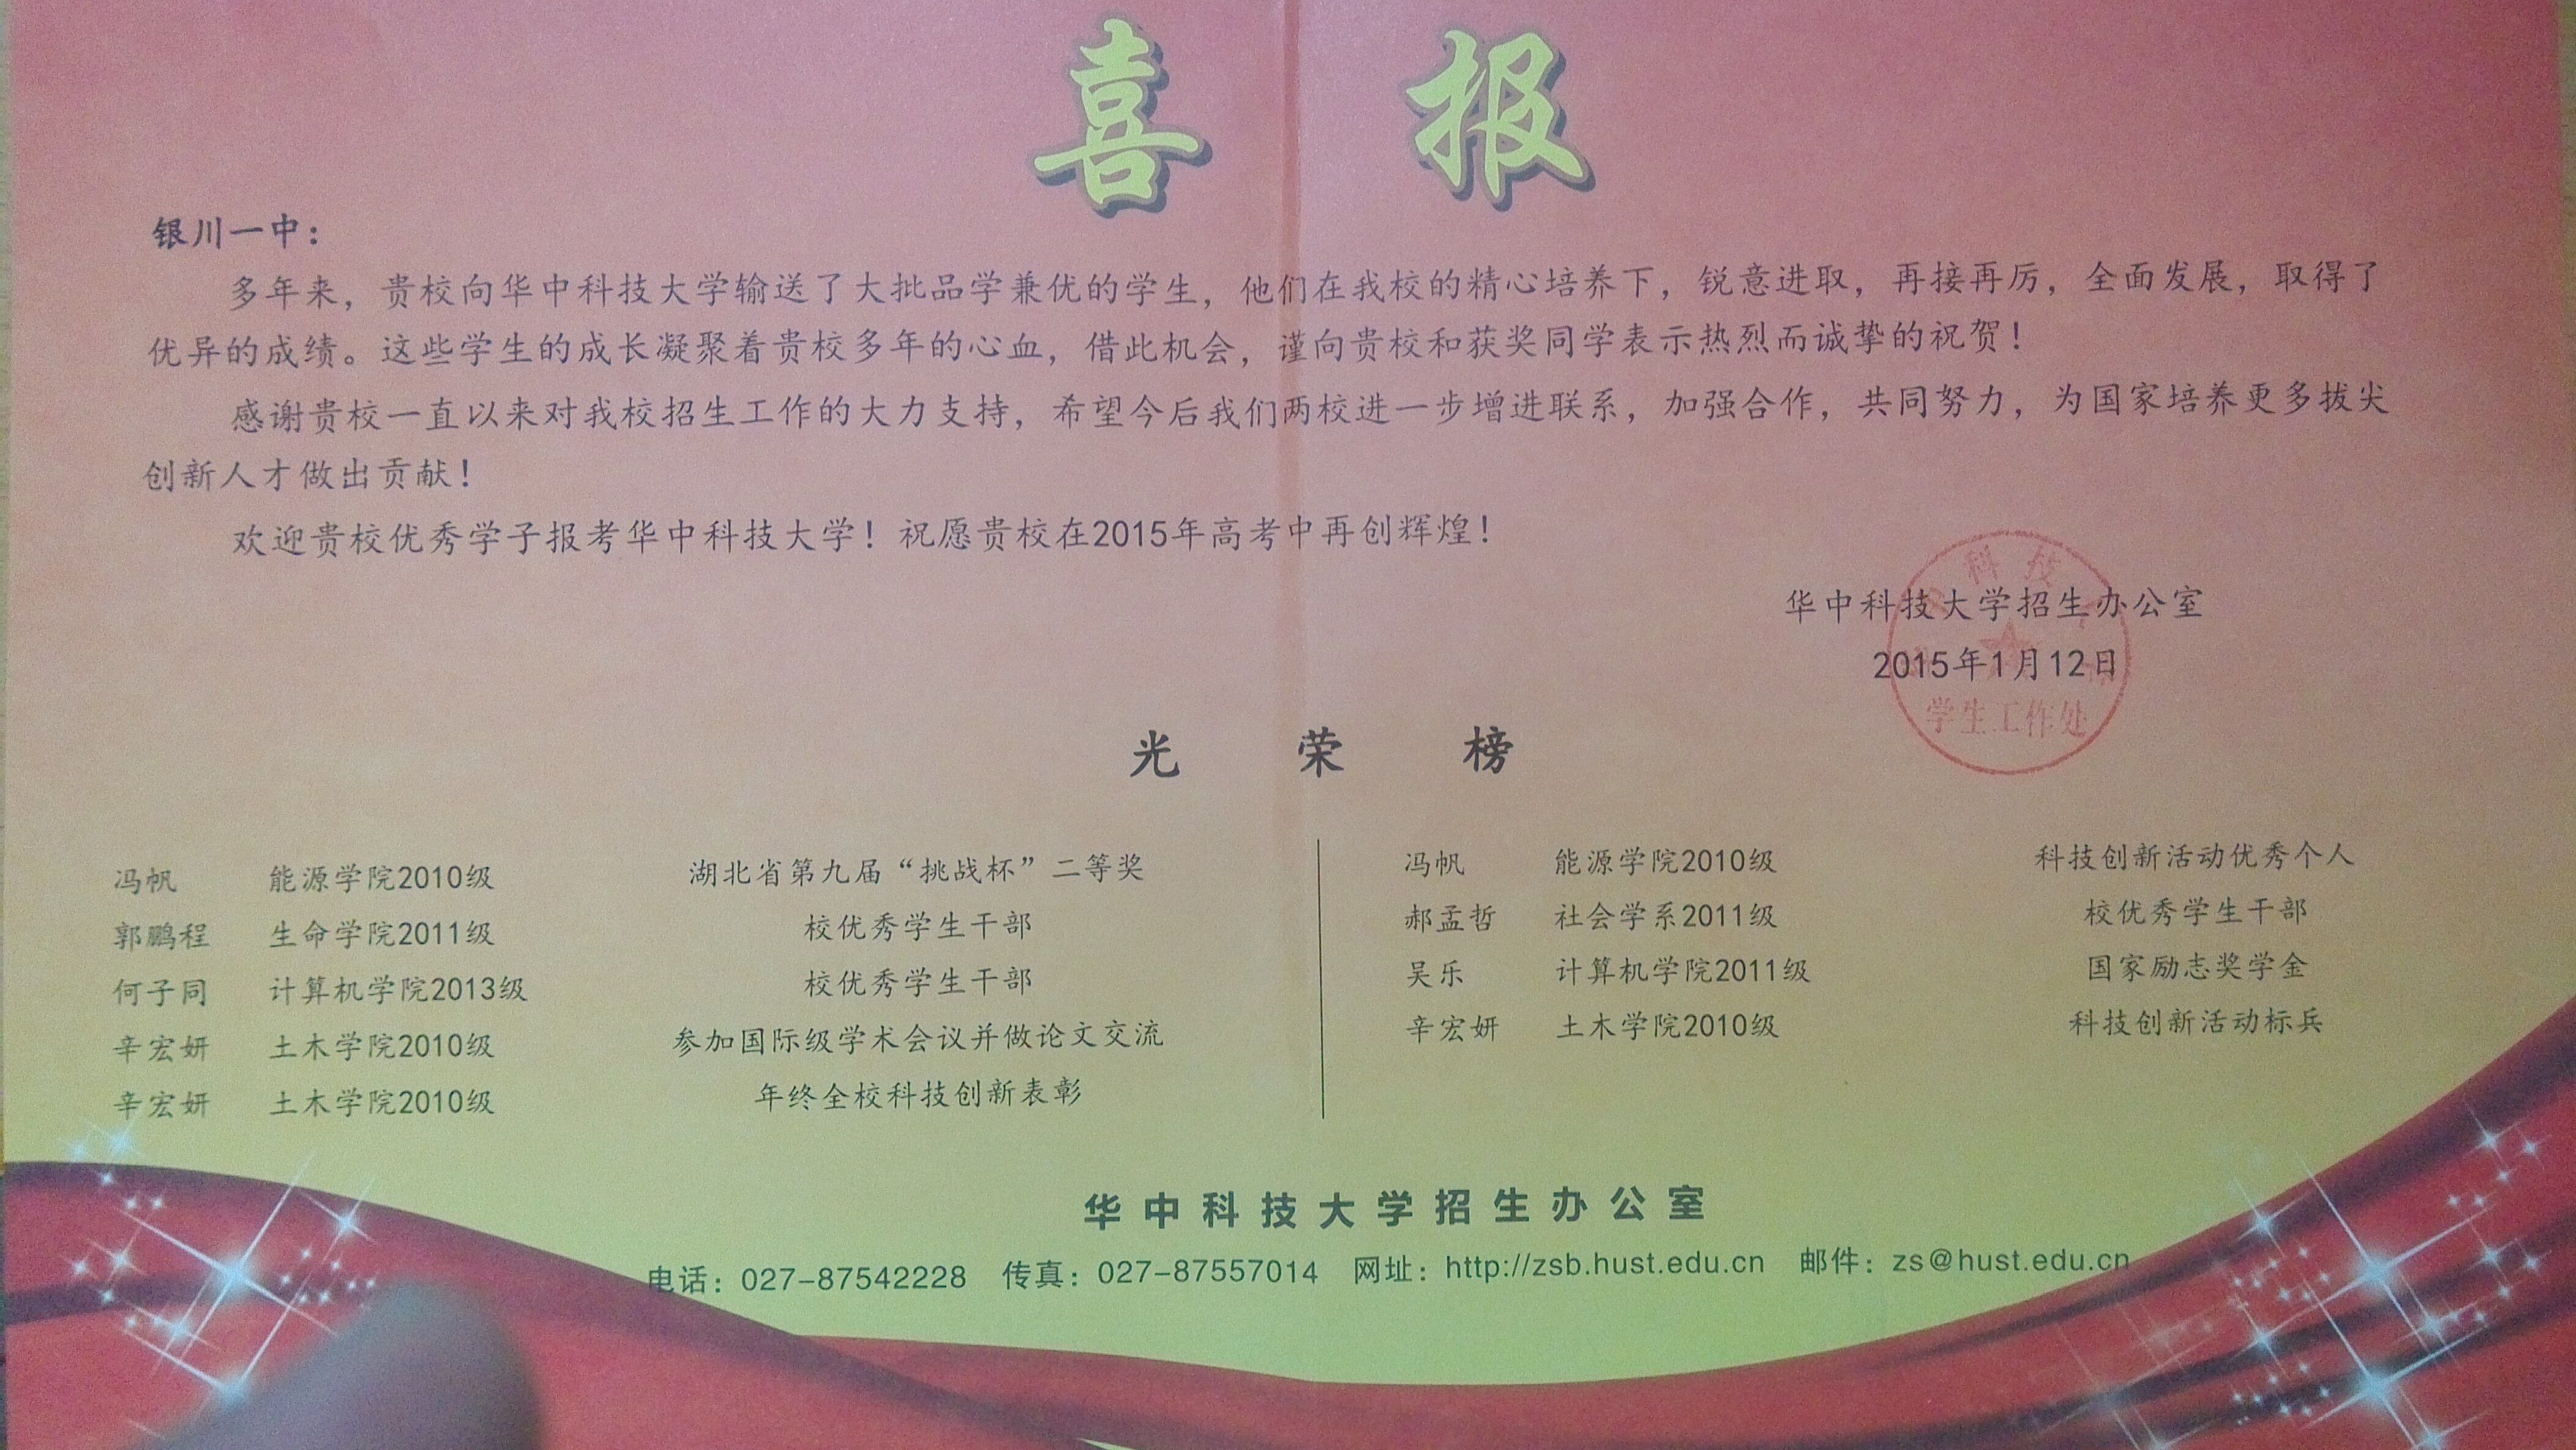 喜报
银川一中：
多年来，贵校向华中科技大学输送了大批品学兼优的学生，他们在我校的精心培养下，锐意进取，再接再厉，全面发展，取得了
优异的成绩。这些学生的成长凝聚着贵校多年的心血，借此机会，谨向贵校和获奖同学表示热烈而诚挚的祝贺！
感谢贵校一直以来对我校招生工作的大力支持，希望今后我们两校进一步增进联系，加强合作，共同努力，为国家培养更多拔尖
创新人才做出贡献！
欢迎贵校优秀学子报考华中科技大学！祝愿贵校在2015年高考中再创辉煌！
华中科技大学招生办公室
2015年1月12日
科技
学生工作处
光荣榜
冯帆 能源学院2010级 湖北省第九届“挑战杯”二等奖
郭鹏程 生命学院2011级 校优秀学生干部
何子同 计算机学院2013级 校优秀学生干部
辛宏妍 土木学院2010级 参加国际级学术会议并做论文交流
辛宏妍 土木学院2010级 年终全校科技创新表彰
冯帆 能源学院2010级 科技创新活动优秀个人
郝孟哲 社会学系2011级 校优秀学生干部
吴乐 计算机学院2011级 国家励志奖学金
辛宏妍 土木学院2010级 科技创新活动标兵
华中科技大学招生办公室
电话：027-87542228 传真：027-87557014 网址：http://zsb.hust.edu.cn 邮件：zs@hust.edu.cn